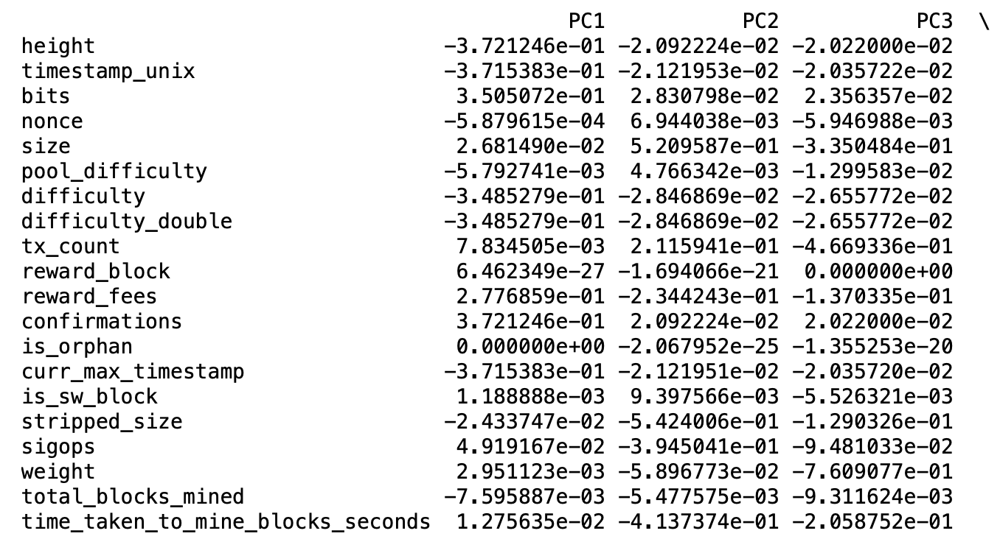 PC1 PC2 PC3 \
height -3.721246e-01 -2.092224e-02 -2.022000e-02
timestamp_unix -3.715383e-01 -2.121953e-02 -2.035722e-02
bits 3.505072e-01 2.830798e-02 2.356357e-02
nonce -5.879615e-04 6.944038e-03 -5.946988e-03
size 2.681490e-02 5.209587e-01 -3.350484e-01
pool_difficulty -5.792741e-03 4.766342e-03 -1.299583e-02
difficulty -3.485279e-01 -2.846869e-02 -2.655772e-02
difficulty_double -3.485279e-01 -2.846869e-02 -2.655772e-02
tx_count 7.834505e-03 2.115941e-01 -4.669336e-01
reward_block 6.462349e-27 -1.694066e-21 0.000000e+00
reward_fees 2.776859e-01 -2.344243e-01 -1.370335e-01
confirmations 3.721246e-01 2.092224e-02 2.022000e-02
is_orphan 0.000000e+00 -2.067952e-25 -1.355253e-20
curr_max_timestamp -3.715383e-01 -2.121951e-02 -2.035720e-02
is_sw_block 1.188888e-03 9.397566e-03 -5.526321e-03
stripped_size -2.433747e-02 -5.424006e-01 -1.290326e-01
sigops 4.919167e-02 -3.945041e-01 -9.481033e-02
weight 2.951123e-03 -5.896773e-02 -7.609077e-01
total_blocks_mined -7.595887e-03 -5.477575e-03 -9.311624e-03
time_taken_to_mine_blocks_seconds 1.275635e-02 -4.137374e-01 -2.058752e-01